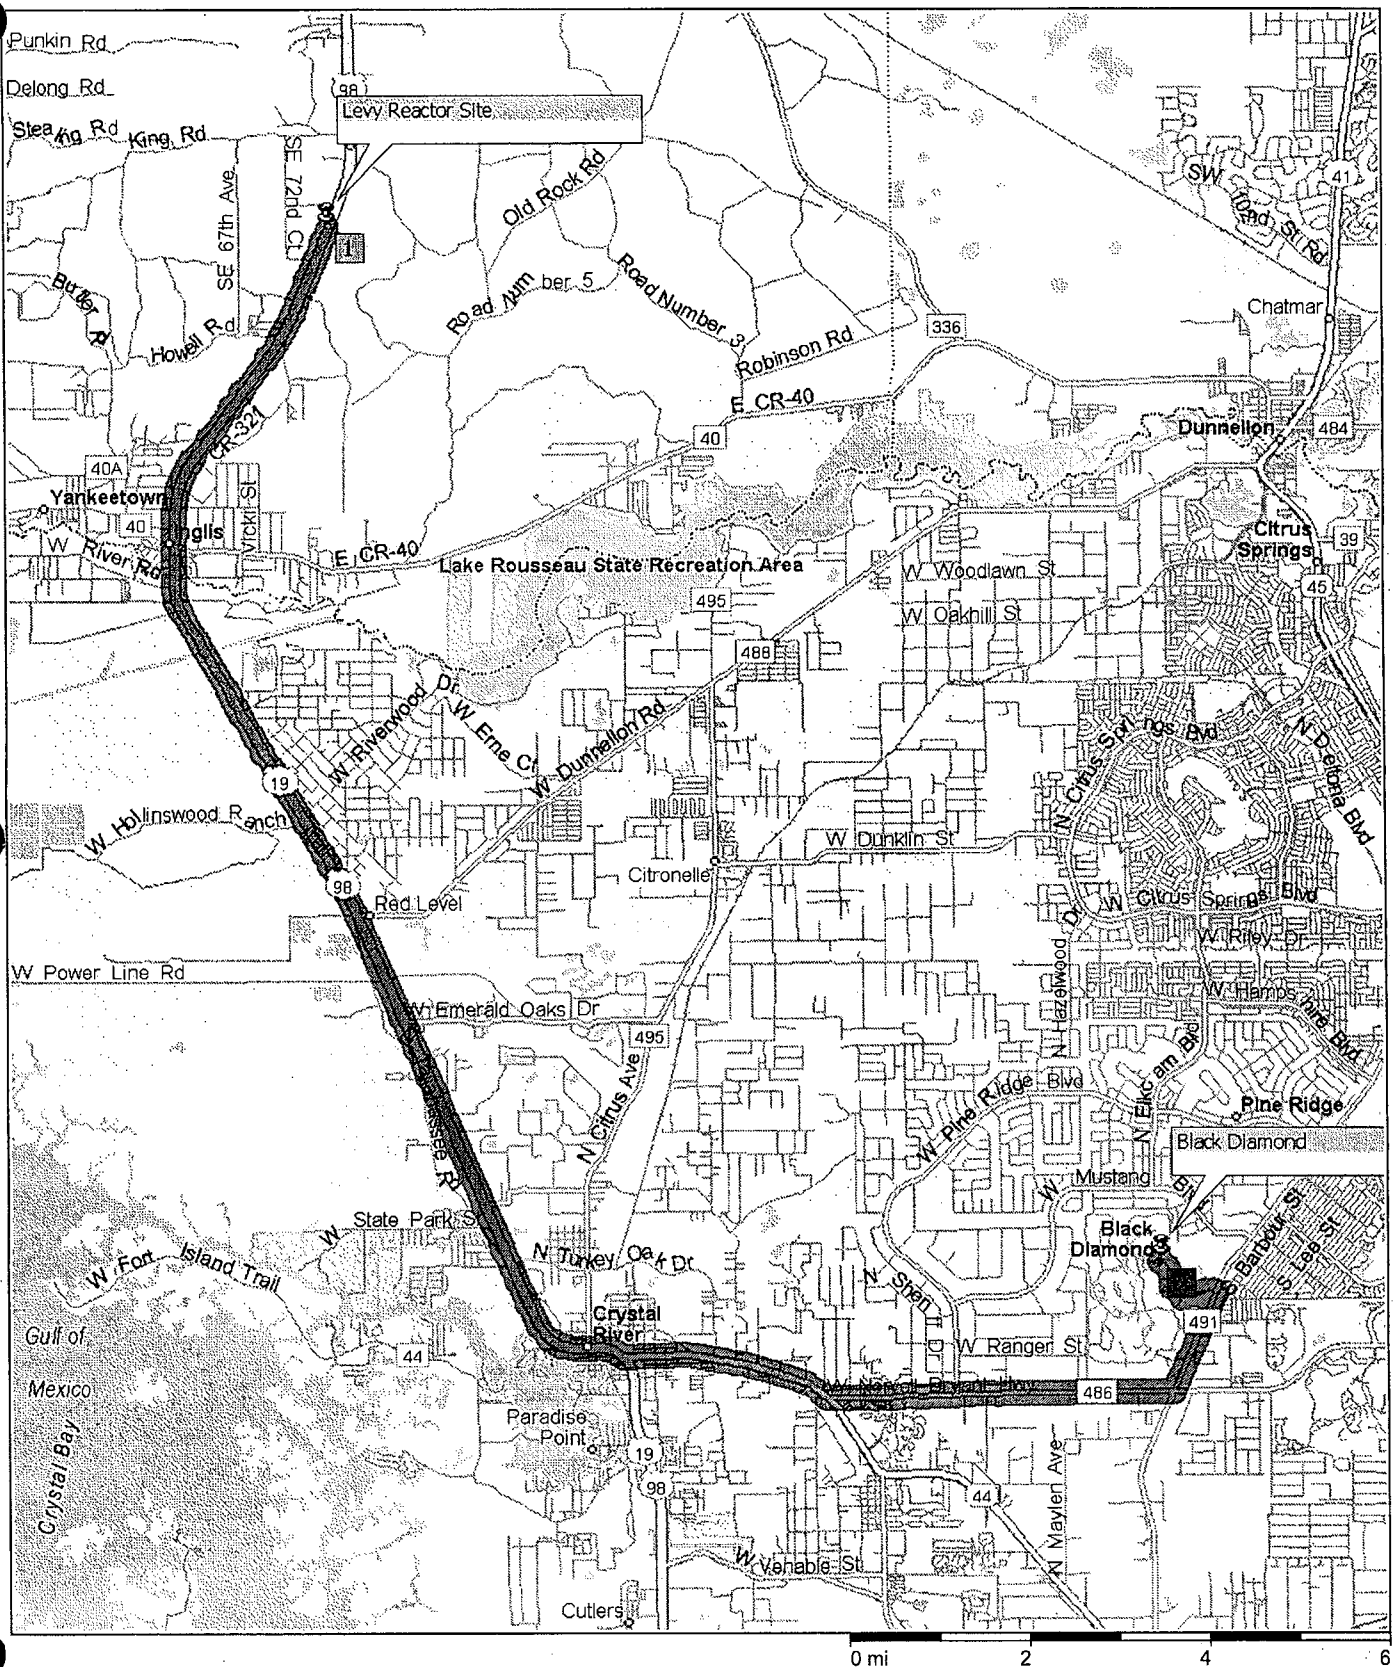 Punkin Rd
Delong Rd
98
Levy Reactor Site
King Rd
SE 67th Ave
SE 72nd Ct
Old Rock Rd
41
SW 102nd St Rd
1
Butler Rd
Howell Rd
Road Number 5
Road Number 3
Chatmar
336
Robinson Rd
E CR-40
CR-321
40
Dunnellon
484
40A
Yankeetown
40
Inglis
Vicki St
W River Rd
E CR-40
Citrus
Springs
39
Lake Rousseau State Recreation Area
W Woodlawn St
45
495
W Oakhill St
488
W Riverwood Dr
W Erne Ct
W Dunnellon Rd
N Citrus Springs Blvd
N Deltona Blvd
19
W Hollinswood Ranch
W Dunklin St
Citronelle
98
Red Level
W Citrus Springs Blvd
N Hazelwood Dr
W Riley Dr
W Power Line Rd
W Hampshire Blvd
W Emerald Oaks Dr
495
N Citrus Ave
W Pine Ridge Blvd
N Elkcam Blvd
Pine Ridge
Black Diamond
W Mustang Blvd
State Park St
W Fort Island Trail
N Turkey Oak Dr
Black
Diamond
Barbour St
S Lee St
Gulf of
Mexico
Crystal
River
491
W Ranger St
44
486
Paradise
Point
Crystal Bay
19
98
44
N Maylen Ave
W Venable St
Cutlers
0 mi 2 4 6